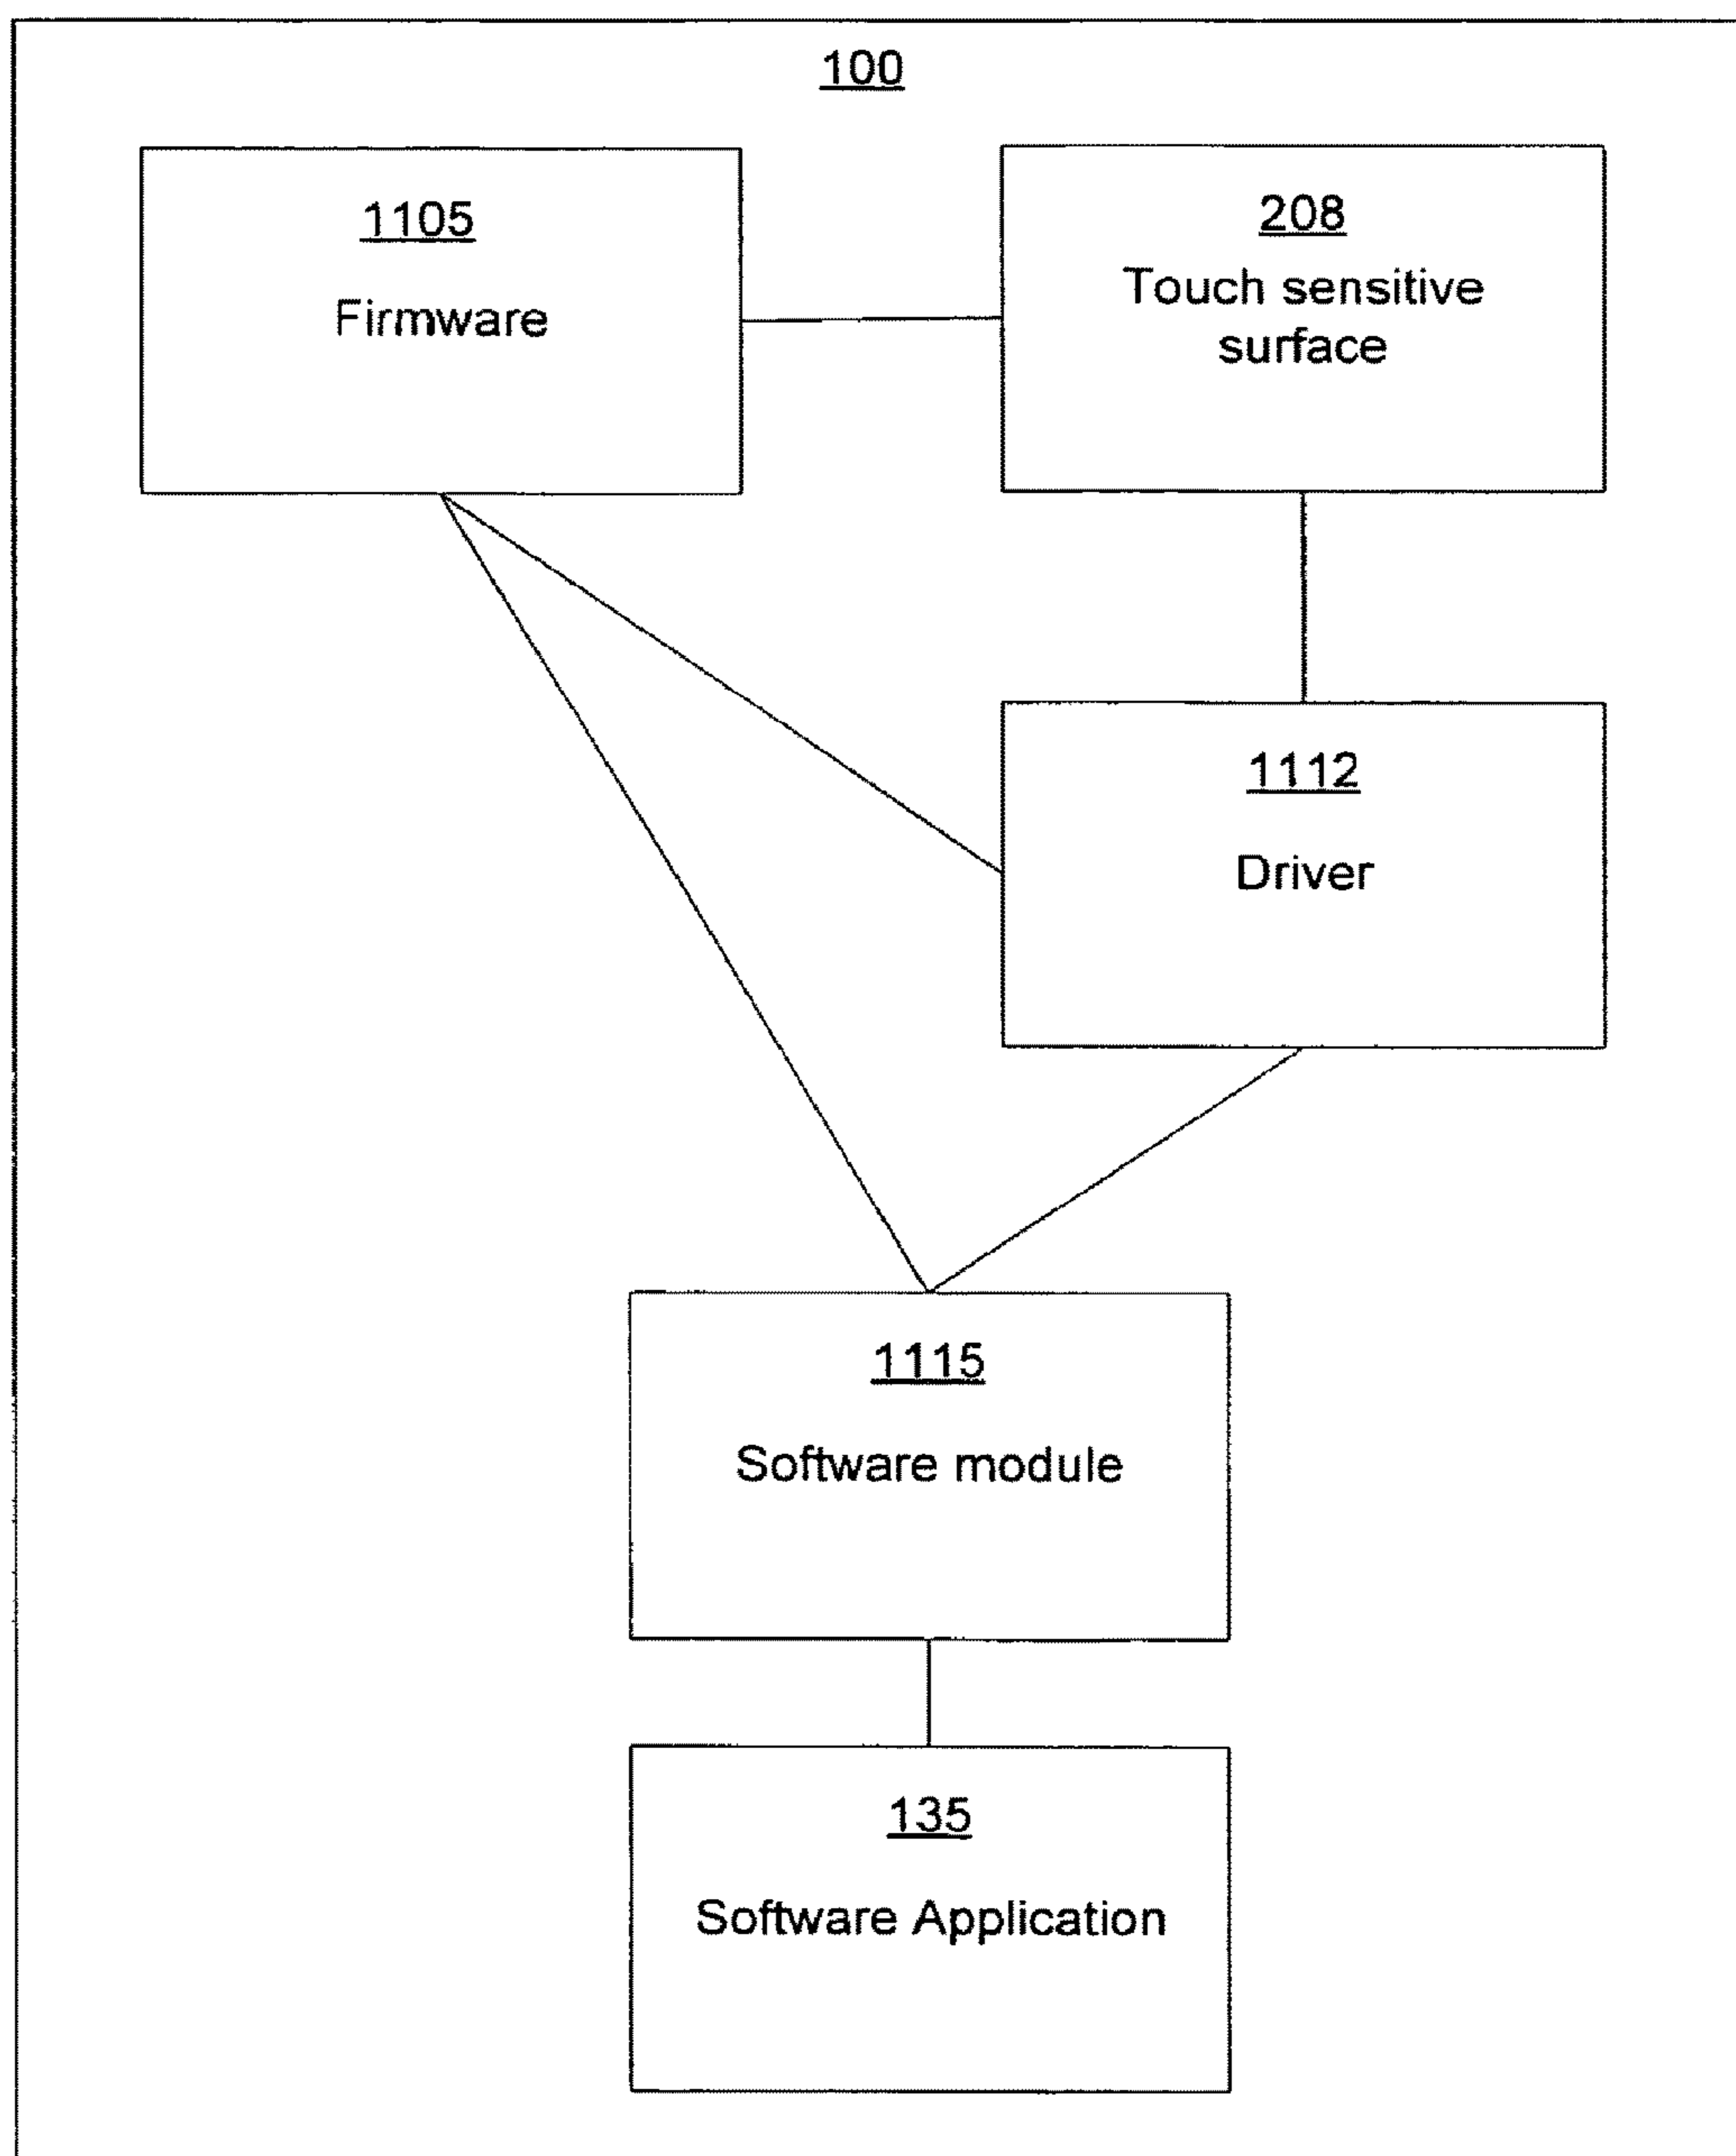 100
1105
Firmware
208
Touch sensitive
surface
1112
Driver
1115
Software module
135
Software Application